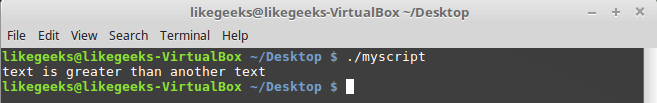 likegeeks@likegeeks-VirtualBox ~/Desktop
File Edit View Search Terminal Help
likegeeks@likegeeks-VirtualBox ~/Desktop $ ./myscript
text is greater than another text
likegeeks@likegeeks-VirtualBox ~/Desktop $